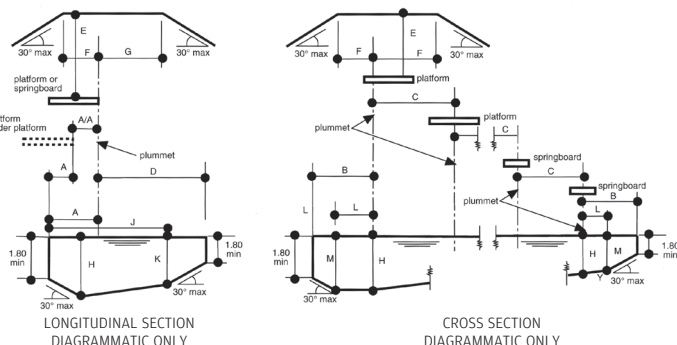 E
30° max
F
G
30° max
platform or
springboard
A/A
tform
der platform
plummet
A
D
A
J
1.80
min
H
K
1.80
min
30° max
30° max
LONGITUDINAL SECTION
DIAGRAMMATIC ONLY
E
30° max
F
F
30° max
platform
C
platform
plummet
C
springboard
C
B
springboard
plummet
B
L
L
L
1.80
min
M
H
H
M
1.80
min
Y
30° max
30° max
CROSS SECTION
DIAGRAMMATIC ONLY